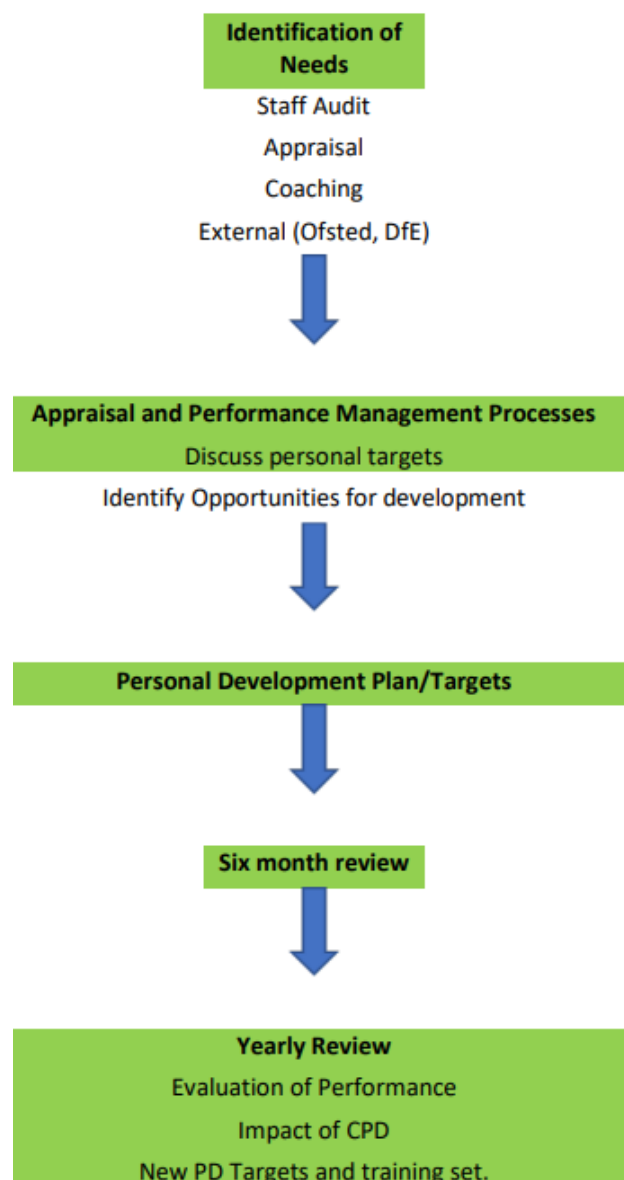 Identification of
Needs
Staff Audit
Appraisal
Coaching
External (Ofsted, DfE)
Appraisal and Performance Management Processes
Discuss personal targets
Identify Opportunities for development
Personal Development Plan/Targets
Six month review
Yearly Review
Evaluation of Performance
Impact of CPD
New PD Targets and training set.